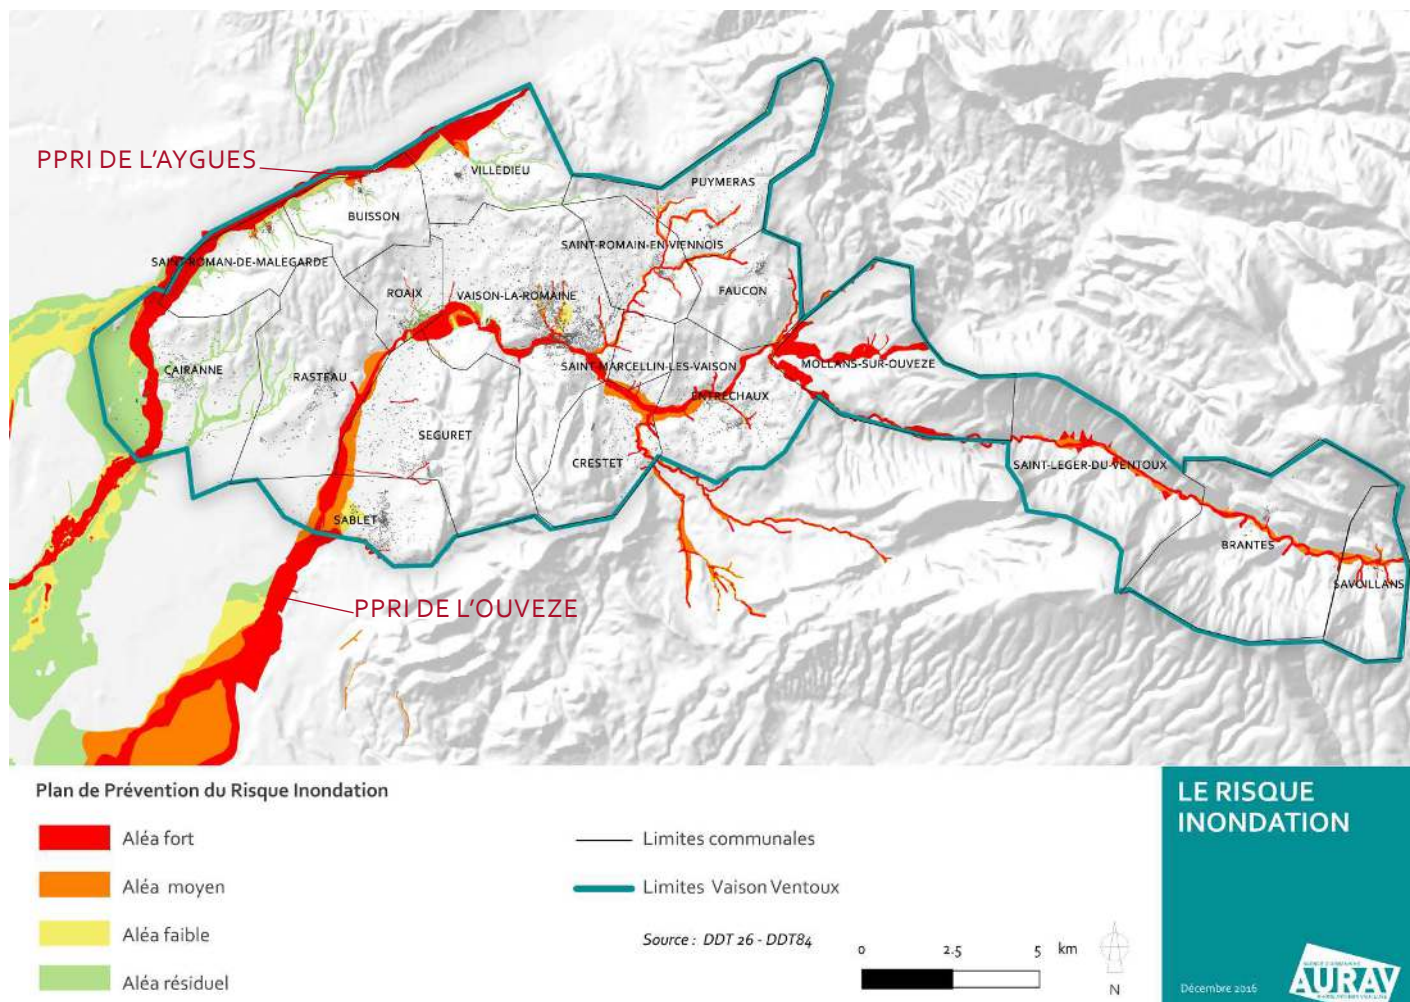 PPRI DE L'AYGUES
VILLEDIEU
PUYMERAS
BUISSON
SAINT-ROMAIN-EN-VIENNOIS
SAINT-ROMAN-DE-MALEGARDE
ROAIX
VAISON-LA-ROMAINE
FAUCON
CAIRANNE
RASTEAU
SAINT-MARCELLIN-LES-VAISON
MOLLANS-SUR-OUVEZE
ENTRECHAUX
SEGURET
CRESTET
SAINT-LEGER-DU-VENTOUX
SABLET
BRANTES
SAVOILLANS
PPRI DE L'OUVEZE
Plan de Prévention du Risque Inondation
Aléa fort
Aléa moyen
Aléa faible
Aléa résiduel
Limites communales
Limites Vaison Ventoux
Source : DDT 26 - DDT84
0 2.5 5 km
N
LE RISQUE
INONDATION
Décembre 2016
AURAV